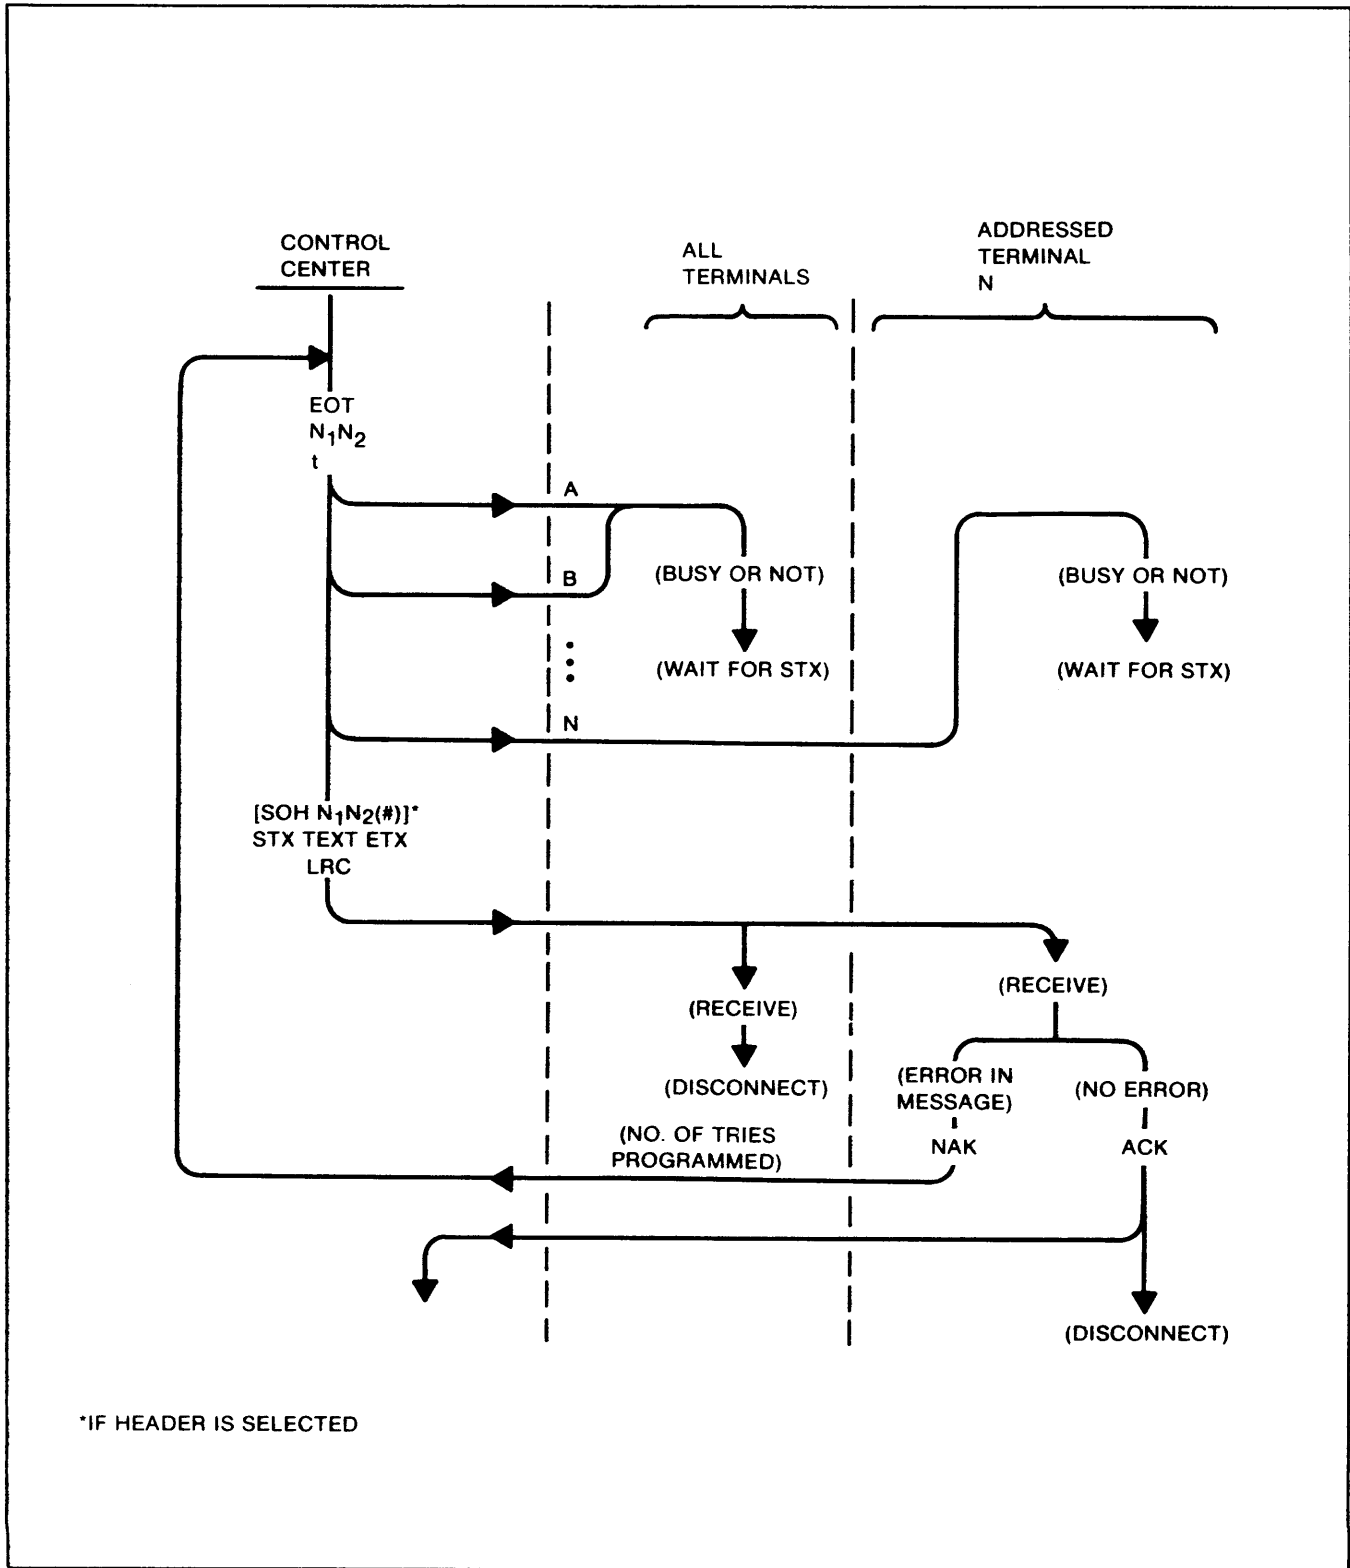 CONTROL
CENTER
ALL
TERMINALS
ADDRESSED
TERMINAL
N
EOT
N₁N₂
t
A
B
N
(BUSY OR NOT)
(WAIT FOR STX)
(BUSY OR NOT)
(WAIT FOR STX)
[SOH N₁N₂(#)]*
STX TEXT ETX
LRC
(RECEIVE)
(DISCONNECT)
(RECEIVE)
(ERROR IN
MESSAGE)
NAK
(NO ERROR)
ACK
(NO. OF TRIES
PROGRAMMED)
(DISCONNECT)
*IF HEADER IS SELECTED